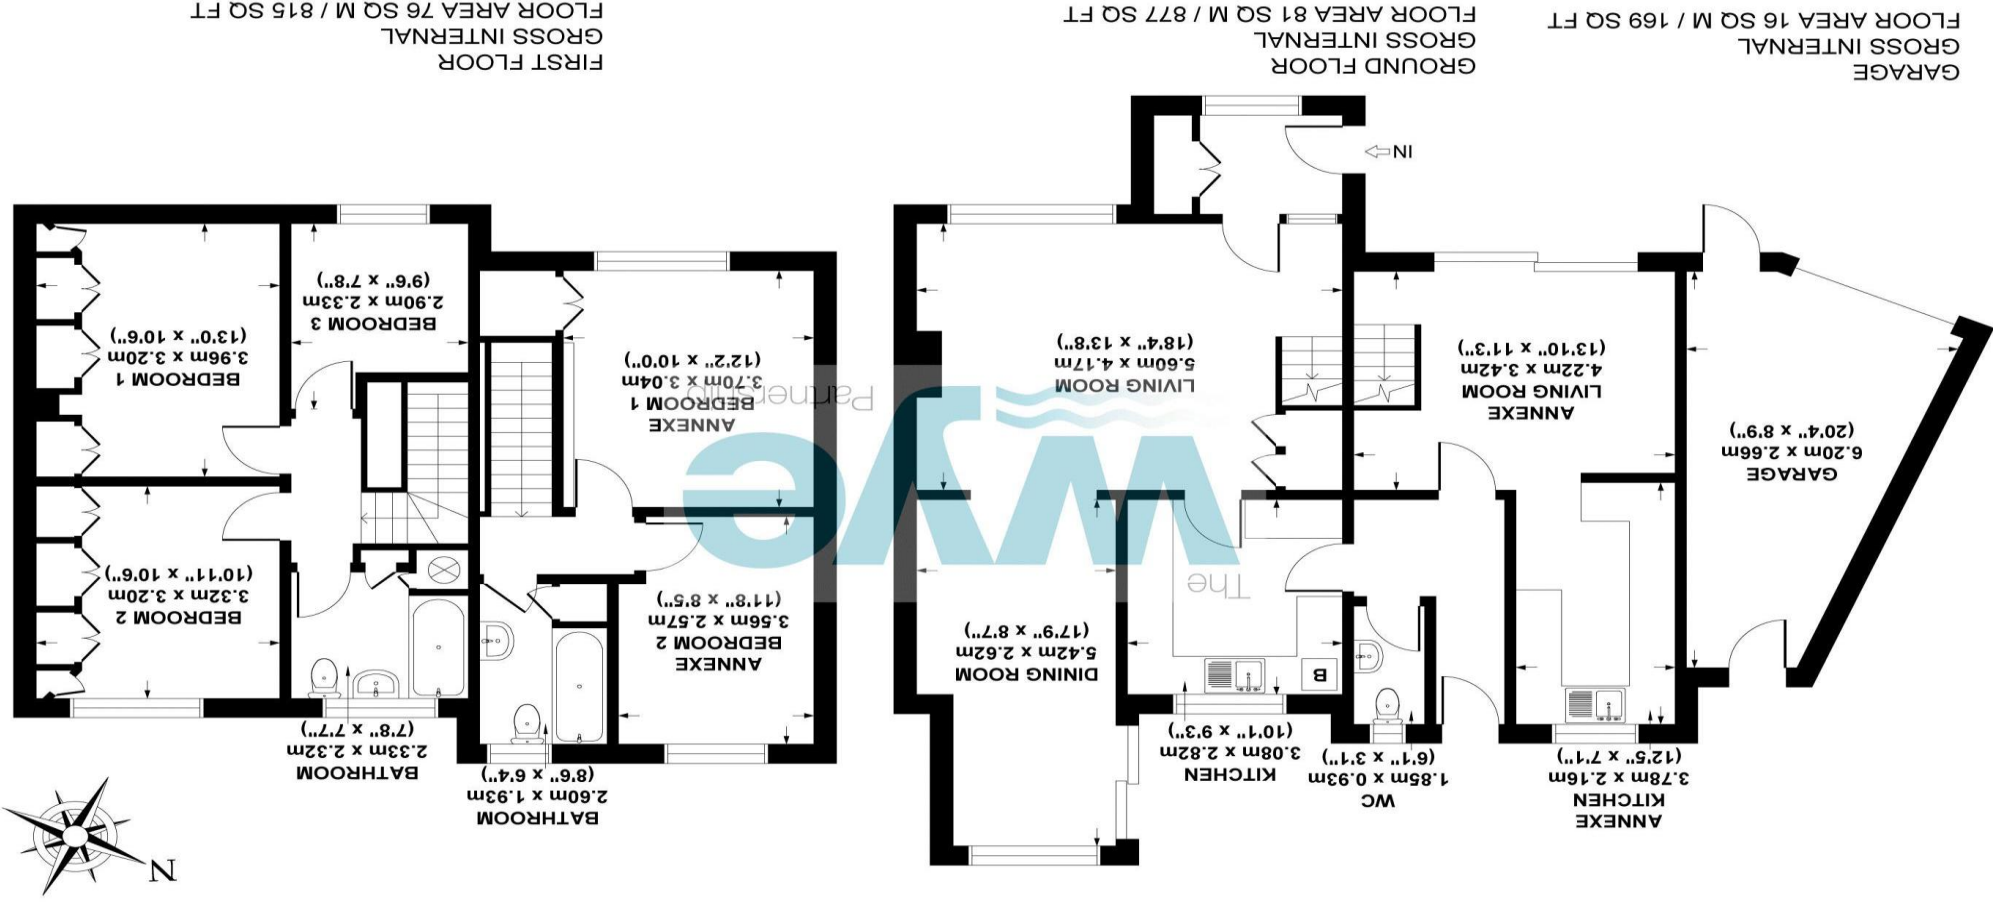 ANNEXE
KITCHEN
3.78m x 2.16m
(12'5" x 7'1")
WC
1.85m x 0.93m
(6'1" x 3'1")
KITCHEN
3.08m x 2.82m
(10'1" x 9'3")
B
DINING ROOM
5.42m x 2.62m
(17'9" x 8'7")
GARAGE
6.20m x 2.66m
(20'4" x 8'9")
ANNEXE
LIVING ROOM
4.22m x 3.42m
(13'10" x 11'3")
LIVING ROOM
5.60m x 4.17m
(18'4" x 13'8")
IN
GARAGE
GROSS INTERNAL
FLOOR AREA 16 SQ M / 169 SQ FT
GROUND FLOOR
GROSS INTERNAL
FLOOR AREA 81 SQ M / 877 SQ FT
The
wye
Partnership
N
BATHROOM
2.60m x 1.93m
(8'6" x 6'4")
BATHROOM
2.33m x 2.32m
(7'8" x 7'7")
ANNEXE
BEDROOM 2
3.56m x 2.57m
(11'8" x 8'5")
BEDROOM 2
3.32m x 3.20m
(10'11" x 10'6")
ANNEXE
BEDROOM 1
3.70m x 3.04m
(12'2" x 10'0")
BEDROOM 3
2.90m x 2.33m
(9'6" x 7'8")
BEDROOM 1
3.96m x 3.20m
(13'0" x 10'6")
FIRST FLOOR
GROSS INTERNAL
FLOOR AREA 76 SQ M / 815 SQ FT